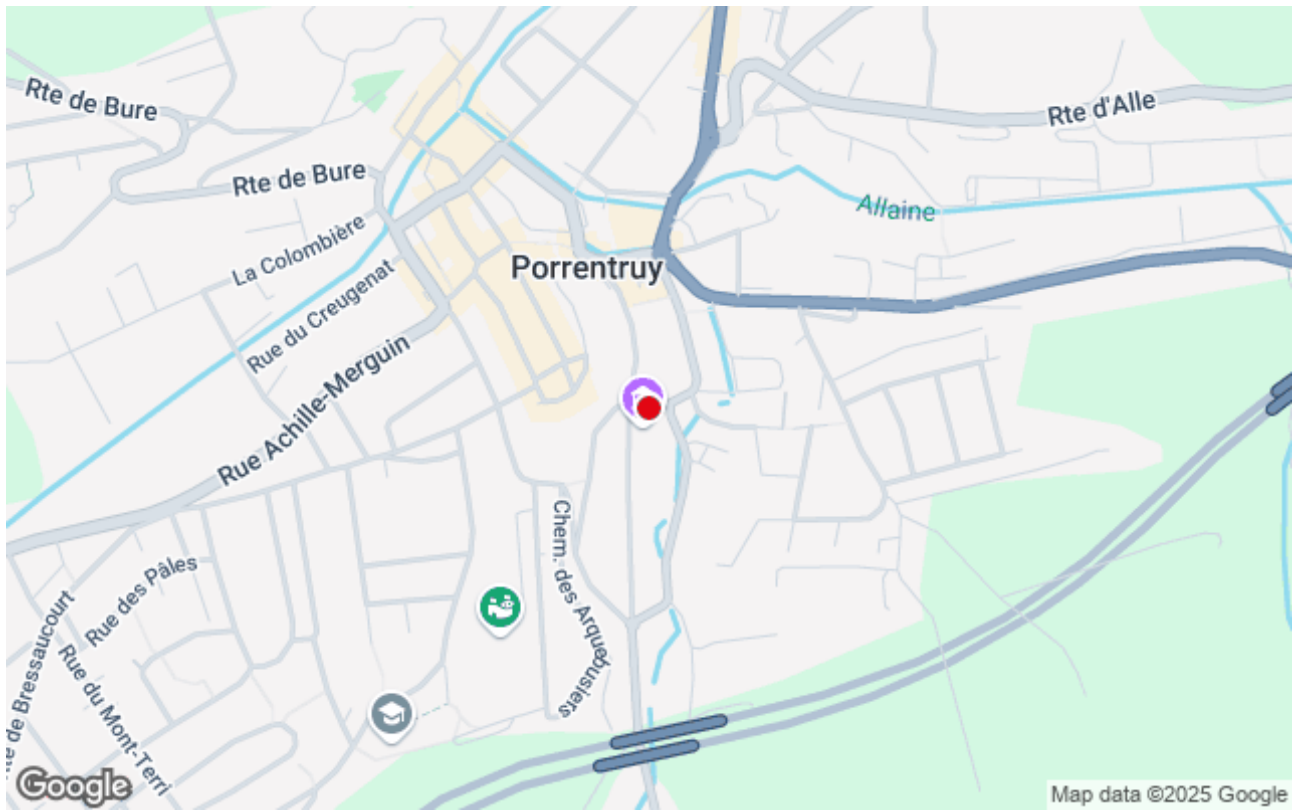 Rte de Bure
Rte d'Alle
Rte de Bure
Allaine
La Colombière
Porrentruy
Rue du Creugenat
Rue Achille-Merguin
Chem. des Arquebusiers
Rue des Pâles
te de Bressaucourt
Rue du Mont-Terri
Google
Map data ©2025 Google